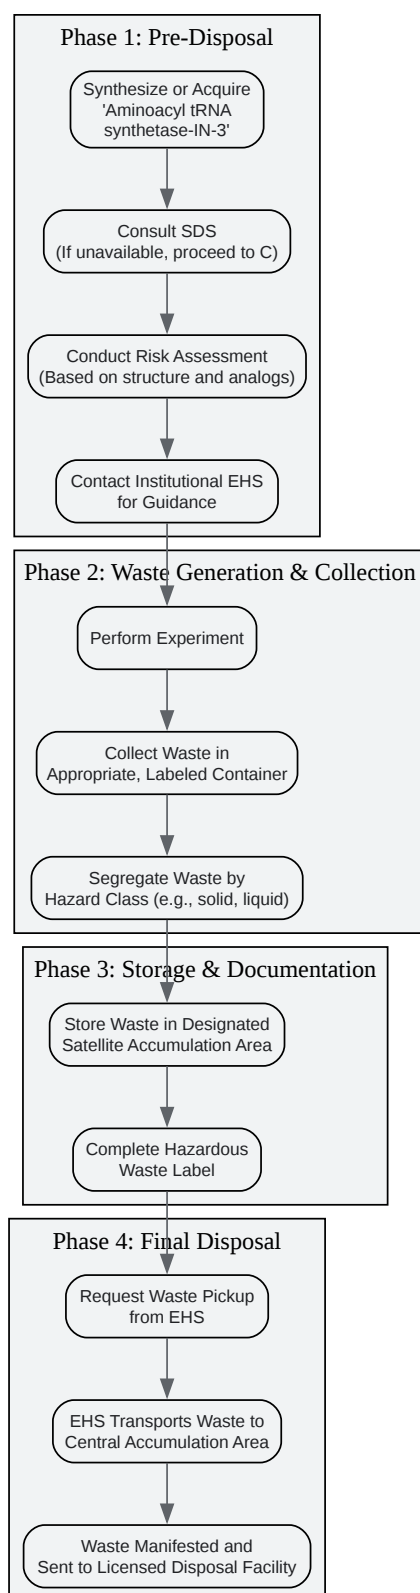 Phase 1: Pre-Disposal
Synthesize or Acquire
'Aminoacyl tRNA
synthetase-IN-3'
Consult SDS
(If unavailable, proceed to C)
Conduct Risk Assessment
(Based on structure and analogs)
Contact Institutional EHS
for Guidance
Phase 2: Waste Generation & Collection
Perform Experiment
Collect Waste in
Appropriate, Labeled Container
Segregate Waste by
Hazard Class (e.g., solid, liquid)
Phase 3: Storage & Documentation
Store Waste in Designated
Satellite Accumulation Area
Complete Hazardous
Waste Label
Phase 4: Final Disposal
Request Waste Pickup
from EHS
EHS Transports Waste to
Central Accumulation Area
Waste Manifested and
Sent to Licensed Disposal Facility